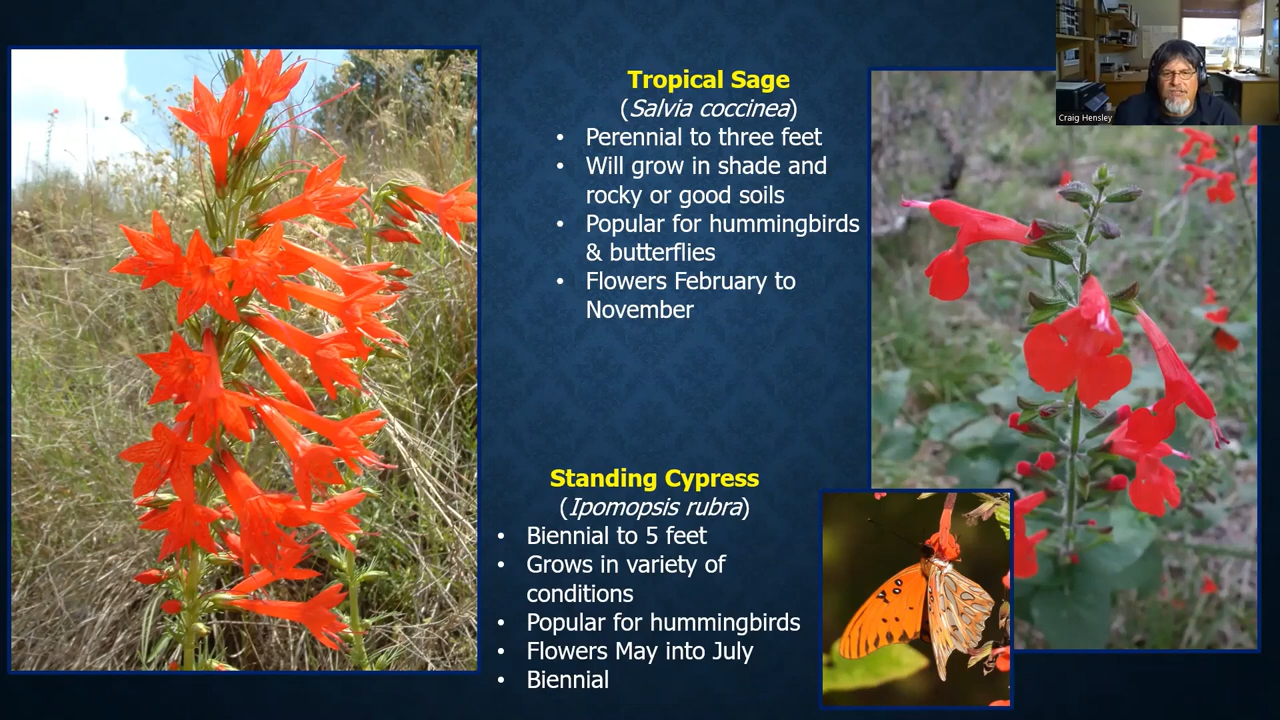 Tropical Sage
(Salvia coccinea)
• Perennial to three feet
• Will grow in shade and
rocky or good soils
• Popular for hummingbirds
& butterflies
• Flowers February to
November
Standing Cypress
(Ipomopsis rubra)
• Biennial to 5 feet
• Grows in variety of
conditions
• Popular for hummingbirds
• Flowers May into July
• Biennial
Craig Hensley